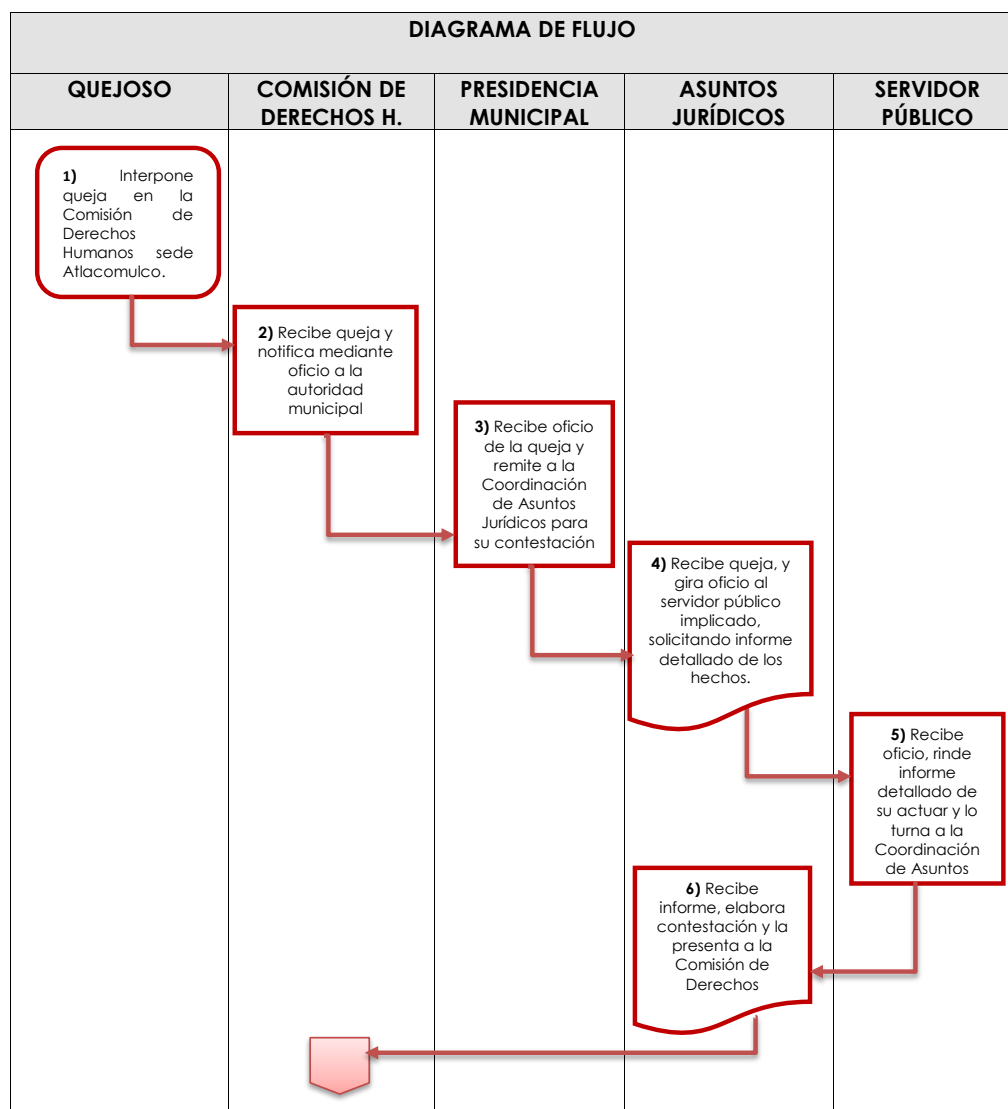 DIAGRAMA DE FLUJO
QUEJOSO
COMISIÓN DE
DERECHOS H.
PRESIDENCIA
MUNICIPAL
ASUNTOS
JURÍDICOS
SERVIDOR
PÚBLICO
1) Interpone
queja en la
Comisión de
Derechos
Humanos sede
Atlacomulco.
2) Recibe queja y
notifica mediante
oficio a la
autoridad
municipal
3) Recibe oficio
de la queja y
remite a la
Coordinación
de Asuntos
Jurídicos para
su contestación
4) Recibe queja, y
gira oficio al
servidor público
implicado,
solicitando informe
detallado de los
hechos.
5) Recibe
oficio, rinde
informe
detallado de
su actuar y lo
turna a la
Coordinación
de Asuntos
6) Recibe
informe, elabora
contestación y la
presenta a la
Comisión de
Derechos